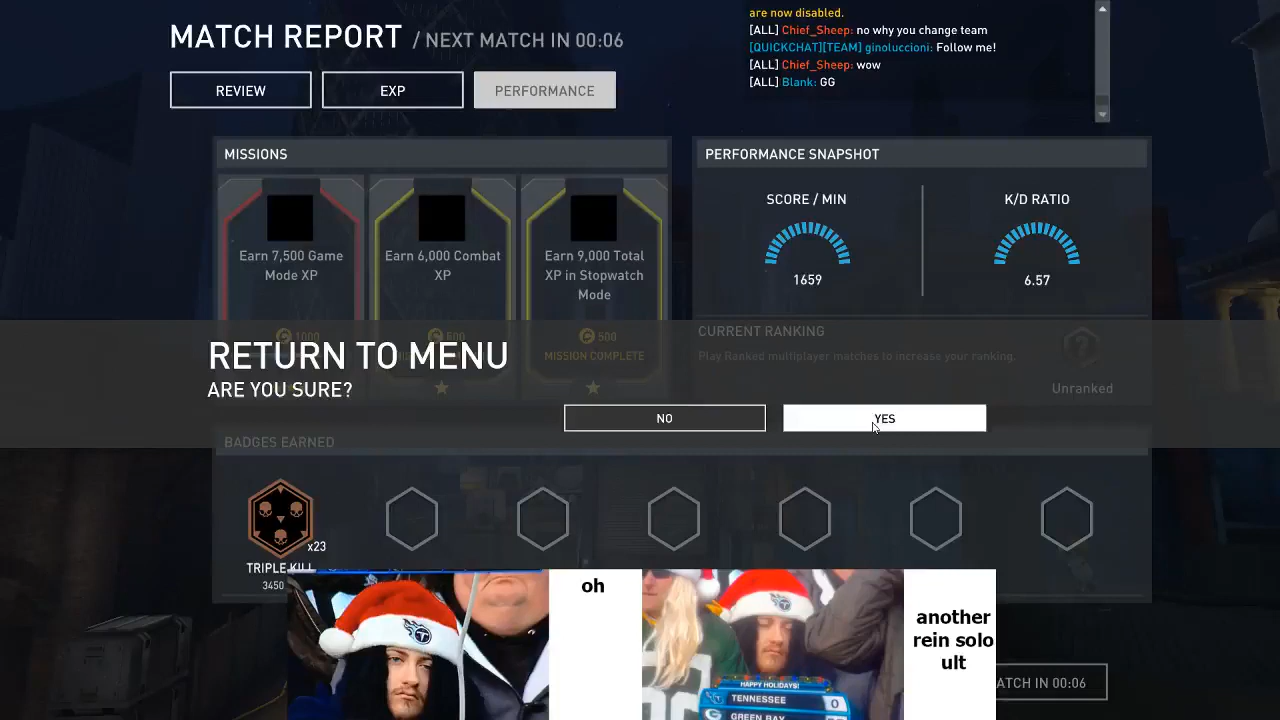 are now disabled.
[ALL] Chief_Sheep: no why you change team
[QUICKCHAT][TEAM] ginoluccioni: Follow me!
[ALL] Chief_Sheep: wow
[ALL] Blank: GG
MATCH REPORT / NEXT MATCH IN 00:06
REVIEW
EXP
PERFORMANCE
MISSIONS
Earn 7,500 Game
Mode XP
1000
Earn 6,000 Combat
XP
500
Earn 9,000 Total
XP in Stopwatch
Mode
500
MISSION COMPLETE
PERFORMANCE SNAPSHOT
SCORE / MIN
1659
K/D RATIO
6.57
CURRENT RANKING
Play Ranked multiplayer matches to increase your ranking.
?
Unranked
RETURN TO MENU
ARE YOU SURE?
NO
YES
BADGES EARNED
x23
TRIPLE KILL
3450
oh
another
rein solo
ult
HAPPY HOLIDAYS!
TENNESSEE 0
GREEN BAY
ATCH IN 00:06